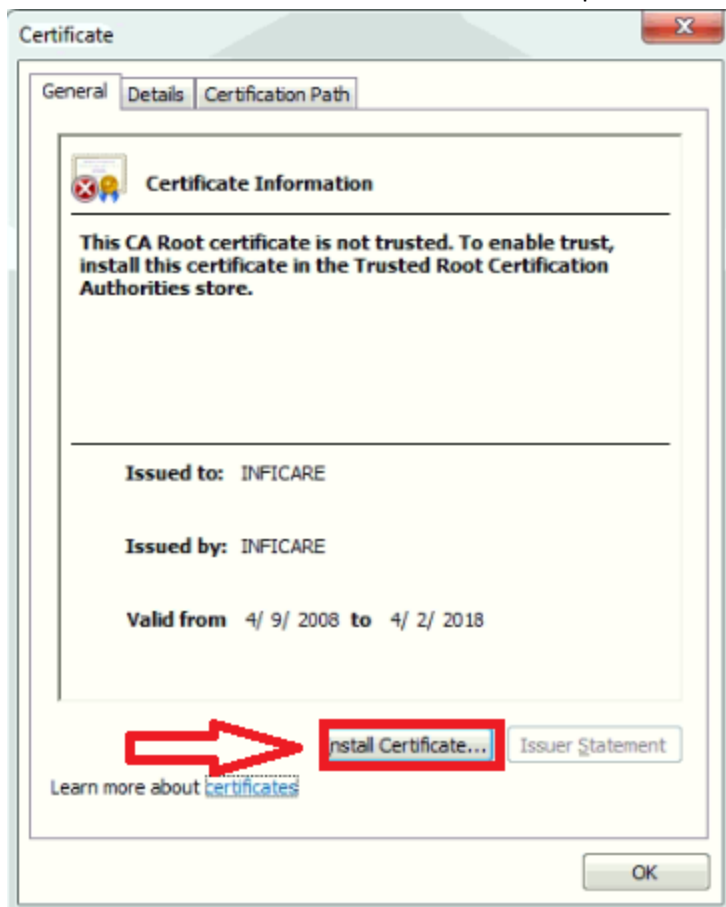 Certificate
General Details Certification Path
Certificate Information
This CA Root certificate is not trusted. To enable trust,
install this certificate in the Trusted Root Certification
Authorities store.
Issued to: INFICARE
Issued by: INFICARE
Valid from 4/ 9/ 2008 to 4/ 2/ 2018
nstall Certificate... Issuer Statement
Learn more about certificates
OK